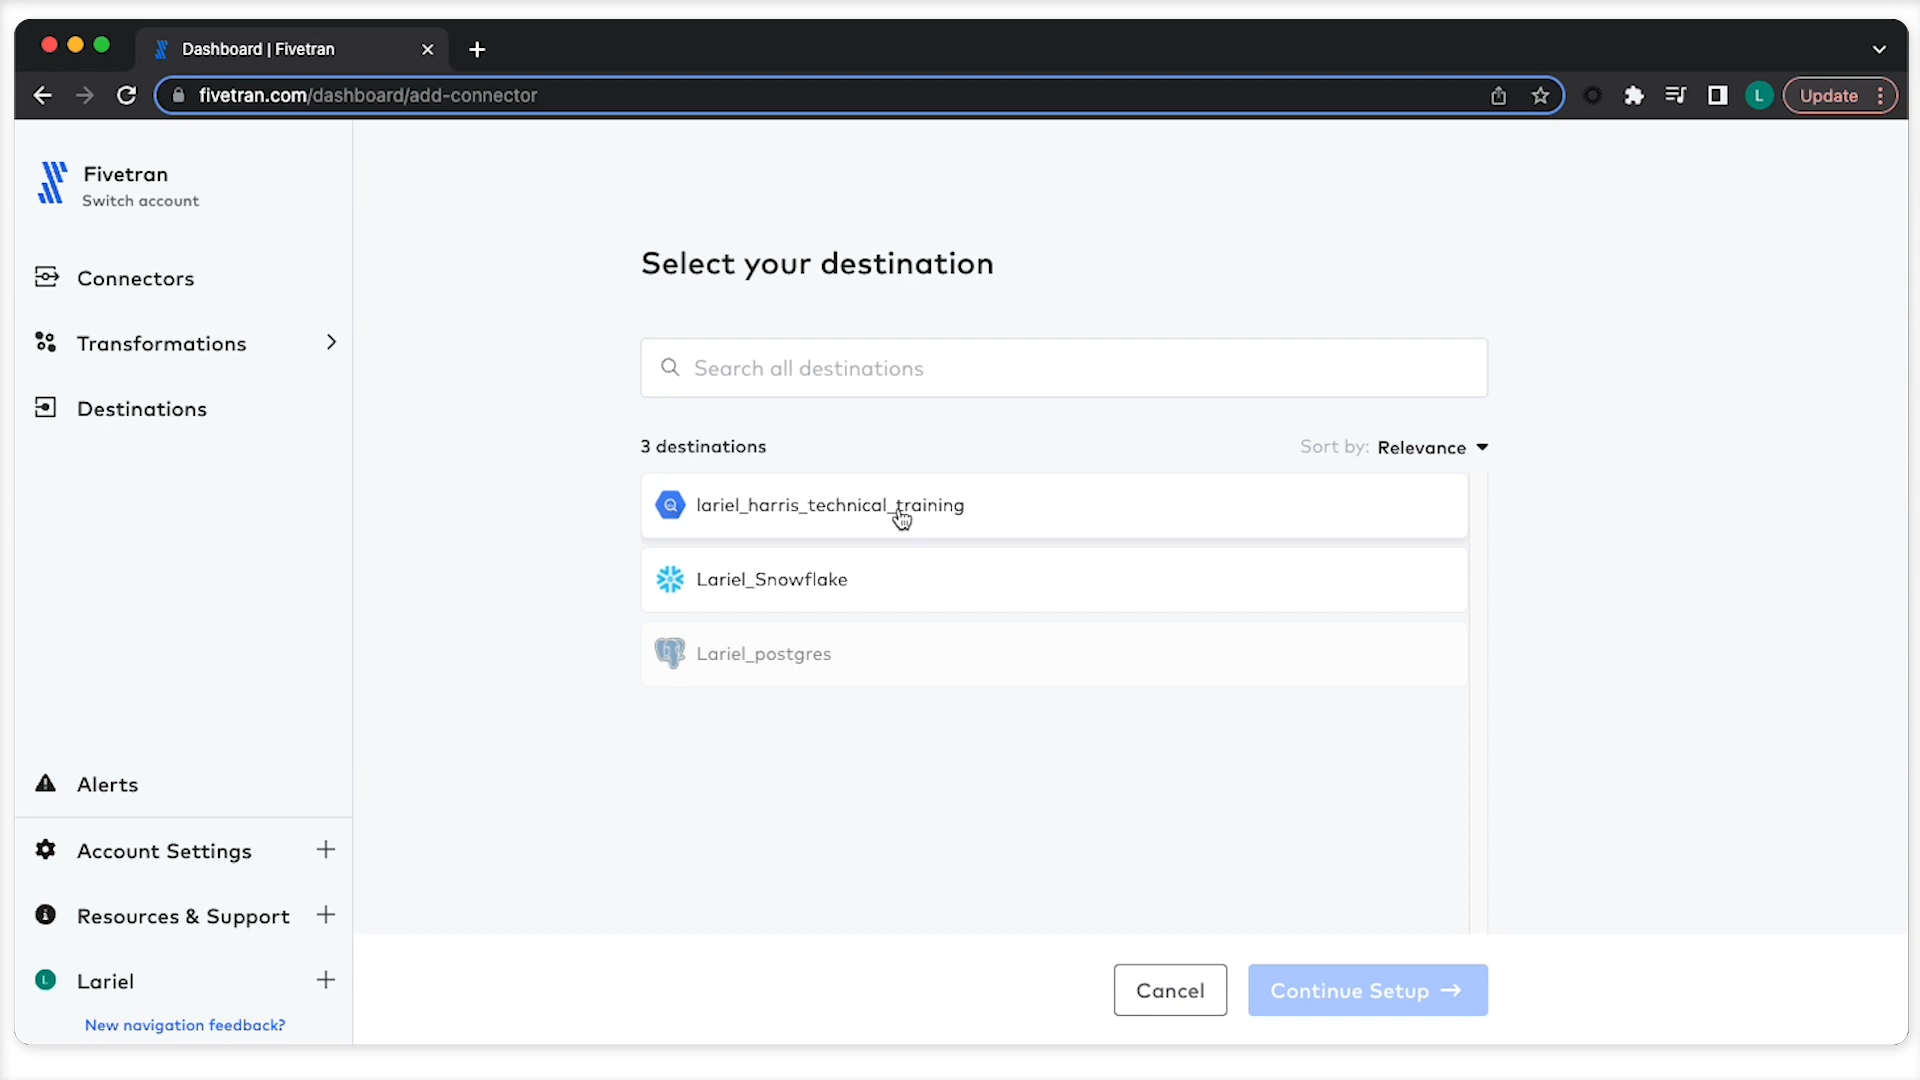 Dashboard | Fivetran
fivetran.com/dashboard/add-connector
L
Update
Fivetran
Switch account
Connectors
Transformations
Destinations
Alerts
Account Settings
Resources & Support
L
Lariel
New navigation feedback?
Select your destination
Search all destinations
3 destinations
Sort by: Relevance
lariel_harris_technical_training
Lariel_Snowflake
Lariel_postgres
Cancel
Continue Setup →